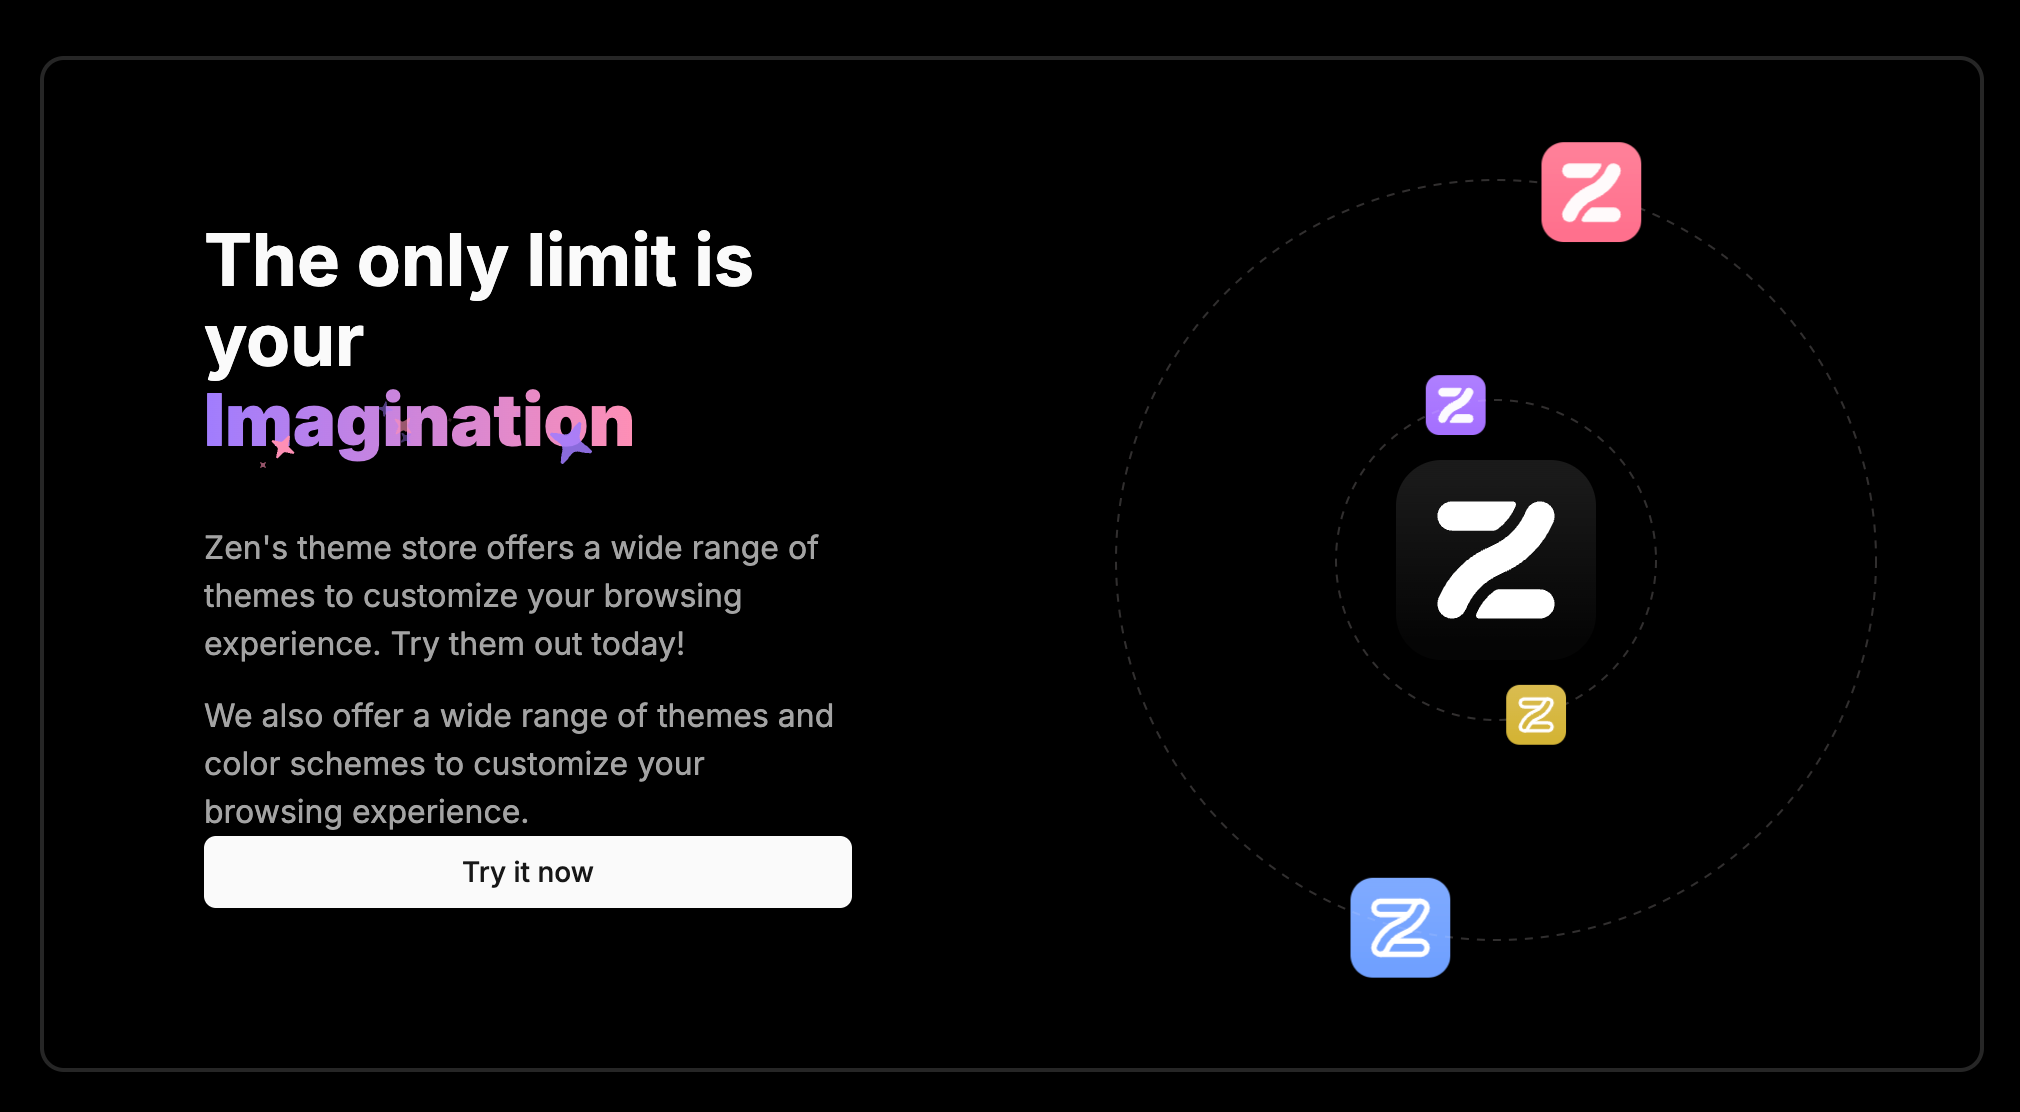 The only limit is
your
Imagination
Zen's theme store offers a wide range of
themes to customize your browsing
experience. Try them out today!
We also offer a wide range of themes and
color schemes to customize your
browsing experience.
Try it now